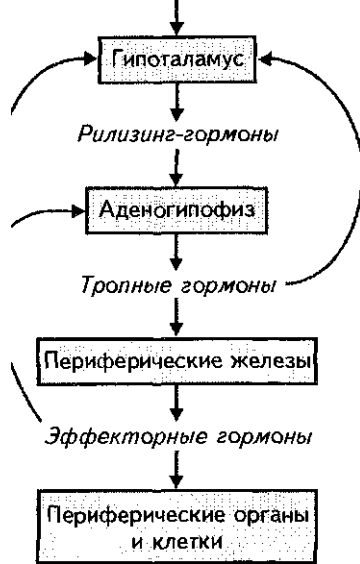 Гипоталамус
Рилизинг-гормоны
Аденогипофиз
Тропные гормоны
Периферические железы
Эффекторные гормоны
Периферические органы
и клетки